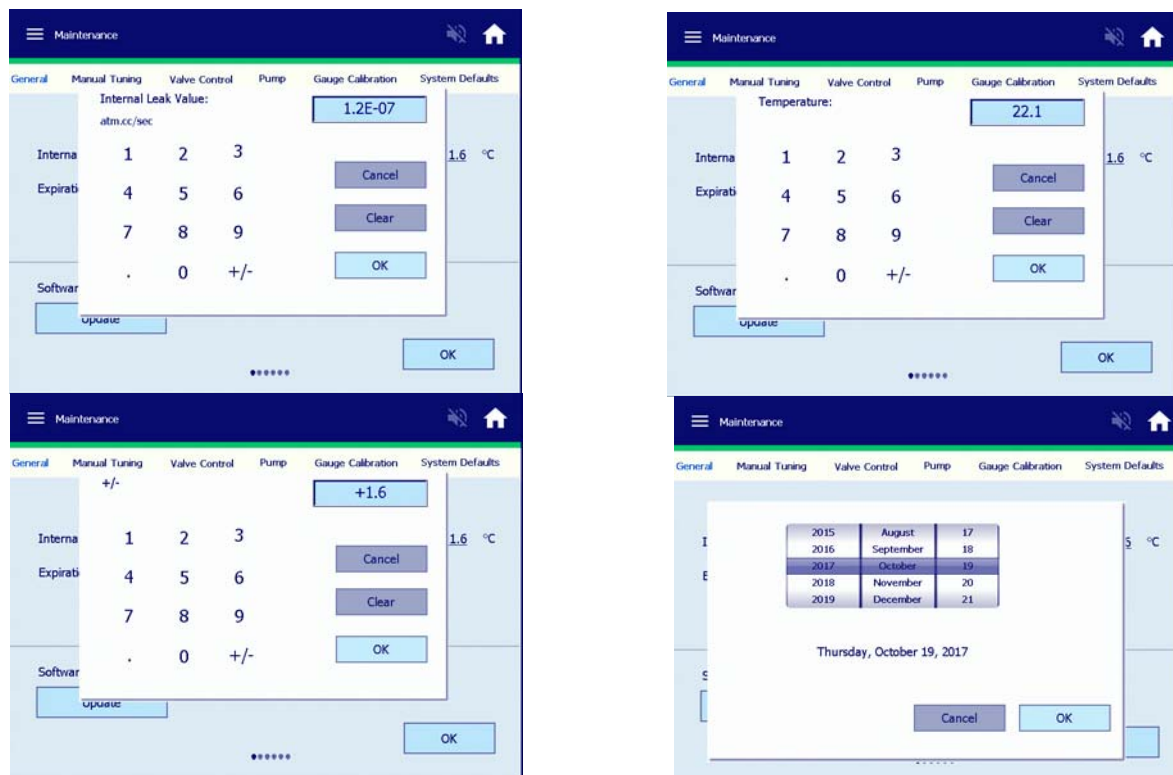 Maintenance
General Manual Tuning Valve Control Pump Gauge Calibration System Defaults
Internal Leak Value:
atm.cc/sec
1.2E-07
1 2 3
Interna
1.6 °C
Cancel
Expirati
4 5 6
Clear
7 8 9
OK
. 0 +/-
Softwar
Update
OK
Maintenance
General Manual Tuning Valve Control Pump Gauge Calibration System Defaults
Temperature:
22.1
1 2 3
Interna
1.6 °C
Cancel
Expirati
4 5 6
Clear
7 8 9
OK
. 0 +/-
Softwar
Update
OK
Maintenance
General Manual Tuning Valve Control Pump Gauge Calibration System Defaults
+/-
+1.6
1 2 3
Interna
1.6 °C
Cancel
Expirati
4 5 6
Clear
7 8 9
OK
. 0 +/-
Softwar
Update
OK
Maintenance
General Manual Tuning Valve Control Pump Gauge Calibration System Defaults
2015 August 17
2016 September 18
I
°C
2017 October 19
E
2018 November 20
2019 December 21
Thursday, October 19, 2017
Cancel OK